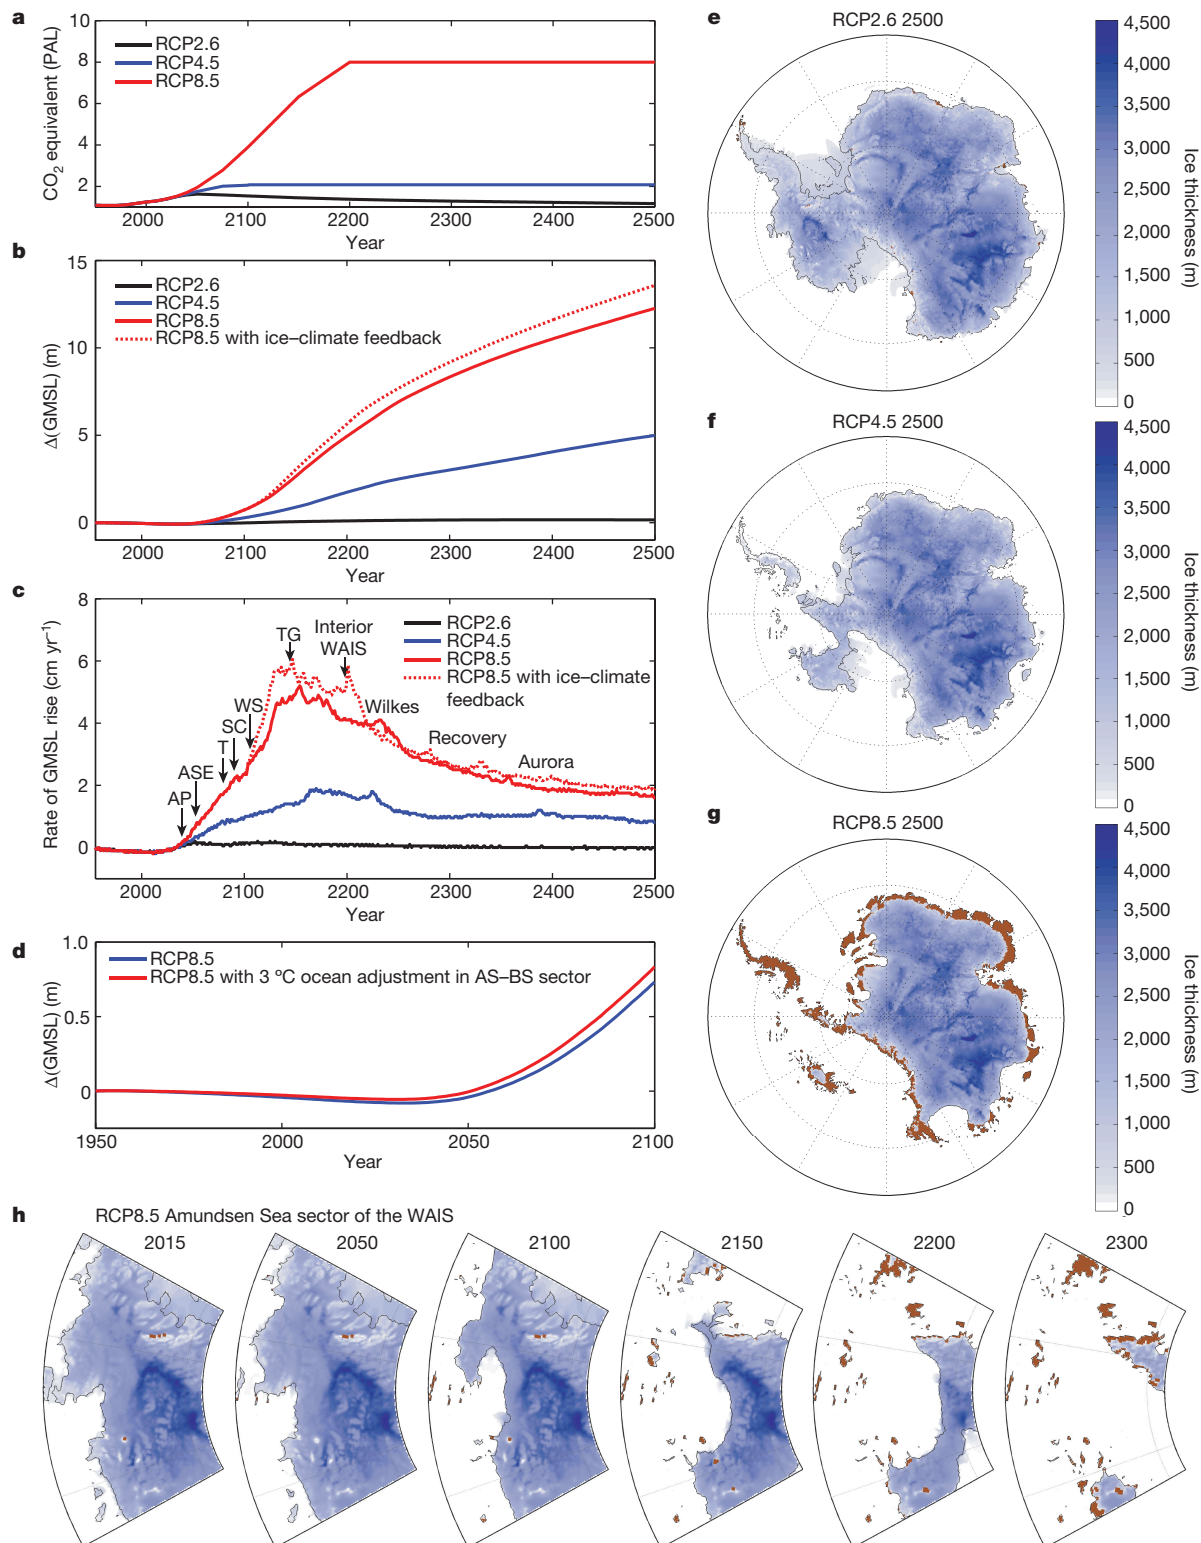 a
10
8
6
4
2
CO2 equivalent (PAL)
RCP2.6
RCP4.5
RCP8.5
2000
2100
2200
2300
2400
2500
Year
b
15
10
5
0
Δ(GMSL) (m)
RCP2.6
RCP4.5
RCP8.5
RCP8.5 with ice–climate feedback
2000
2100
2200
2300
2400
2500
Year
c
8
6
4
2
0
Rate of GMSL rise (cm yr−1)
AP
ASE
T
SC
WS
TG
Interior
WAIS
Wilkes
Recovery
Aurora
RCP2.6
RCP4.5
RCP8.5
RCP8.5 with ice–climate
feedback
2000
2100
2200
2300
2400
2500
Year
d
1.0
0.5
0
Δ(GMSL) (m)
RCP8.5
RCP8.5 with 3 ºC ocean adjustment in AS–BS sector
1950
2000
2050
2100
Year
e
RCP2.6 2500
4,500
4,000
3,500
3,000
2,500
2,000
1,500
1,000
500
0
Ice thickness (m)
f
RCP4.5 2500
4,500
4,000
3,500
3,000
2,500
2,000
1,500
1,000
500
0
Ice thickness (m)
g
RCP8.5 2500
4,500
4,000
3,500
3,000
2,500
2,000
1,500
1,000
500
0
Ice thickness (m)
h
RCP8.5 Amundsen Sea sector of the WAIS
2015
2050
2100
2150
2200
2300